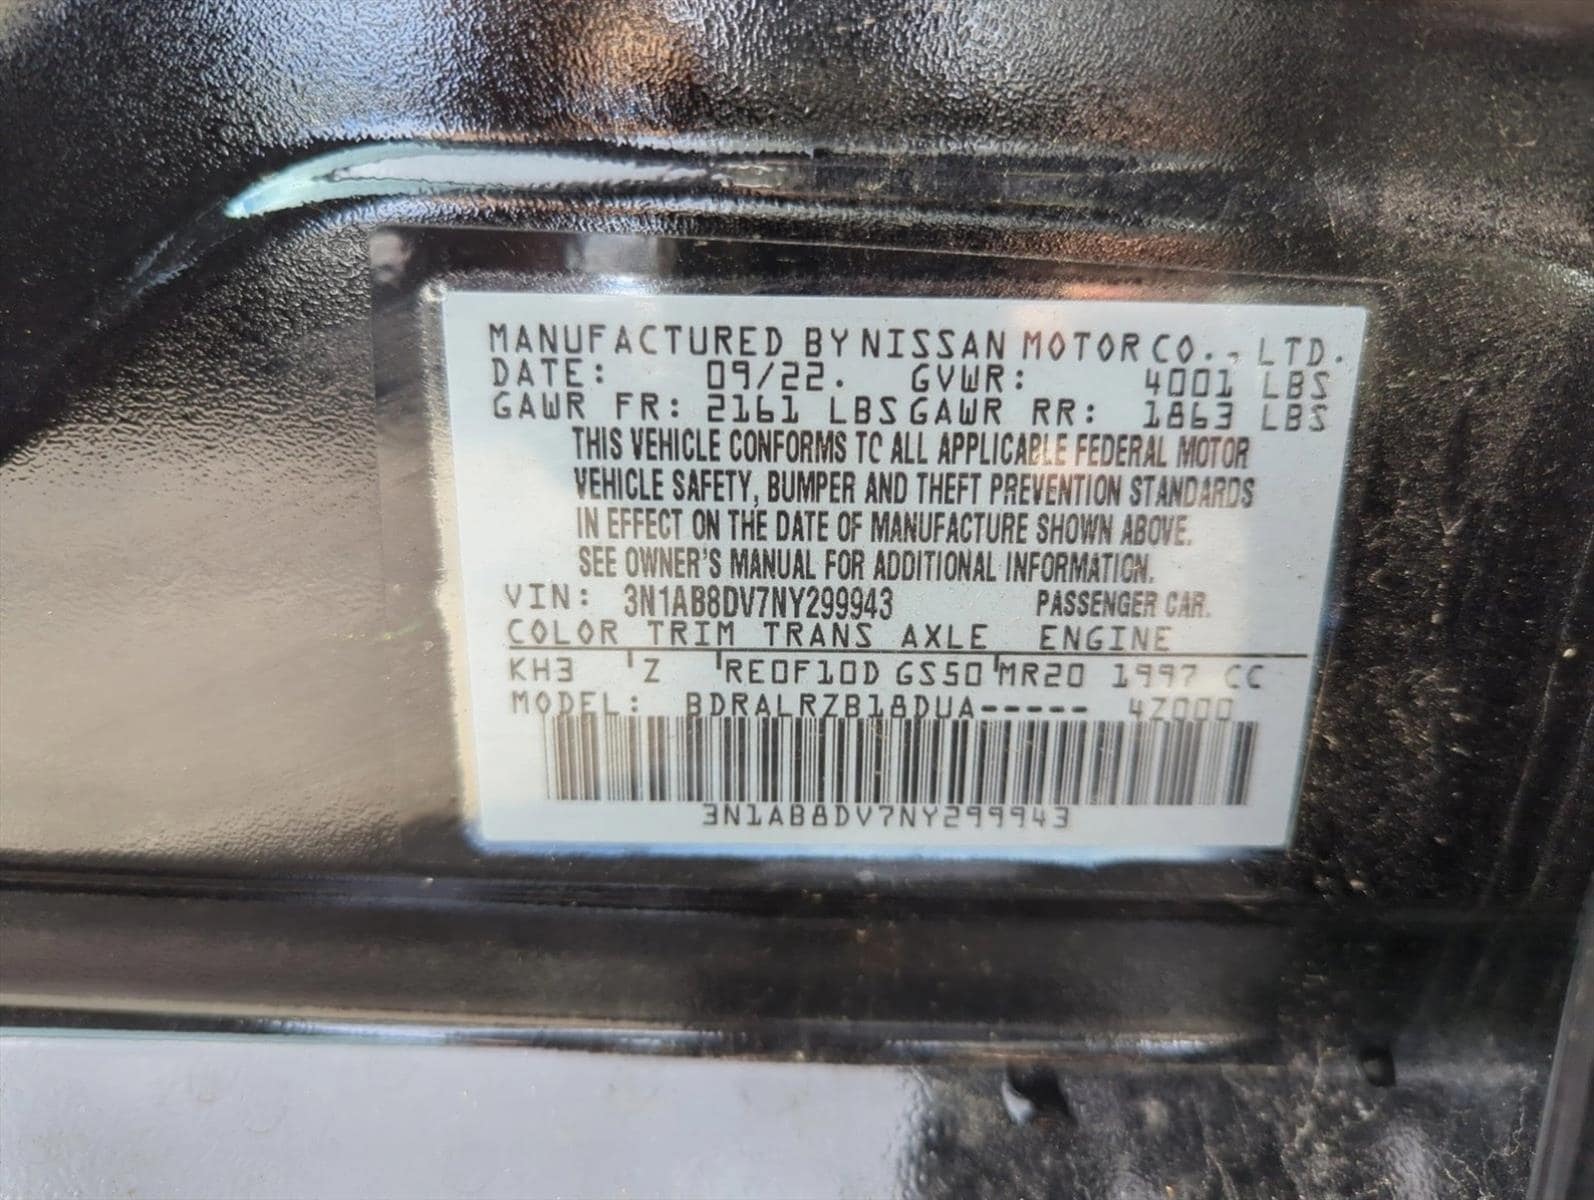 MANUFACTURED BY NISSAN MOTOR CO., LTD.
DATE: 09/22. GVWR: 4001 LBS
GAWR FR: 2161 LBS GAWR RR: 1863 LBS
THIS VEHICLE CONFORMS TO ALL APPLICABLE FEDERAL MOTOR
VEHICLE SAFETY, BUMPER AND THEFT PREVENTION STANDARDS
IN EFFECT ON THE DATE OF MANUFACTURE SHOWN ABOVE.
SEE OWNER'S MANUAL FOR ADDITIONAL INFORMATION.
VIN: 3N1AB8DV7NY299943 PASSENGER CAR.
COLOR TRIM TRANS AXLE ENGINE
KH3 Z RE0F10D GS50 MR20 1997 CC
MODEL: BDRALRZB18DUA----- 4Z000
3N1AB8DV7NY299943